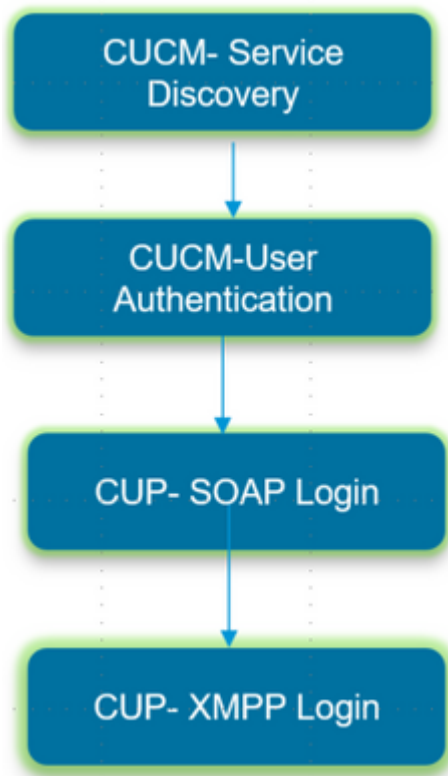 CUCM- Service
Discovery
CUCM-User
Authentication
CUP- SOAP Login
CUP- XMPP Login